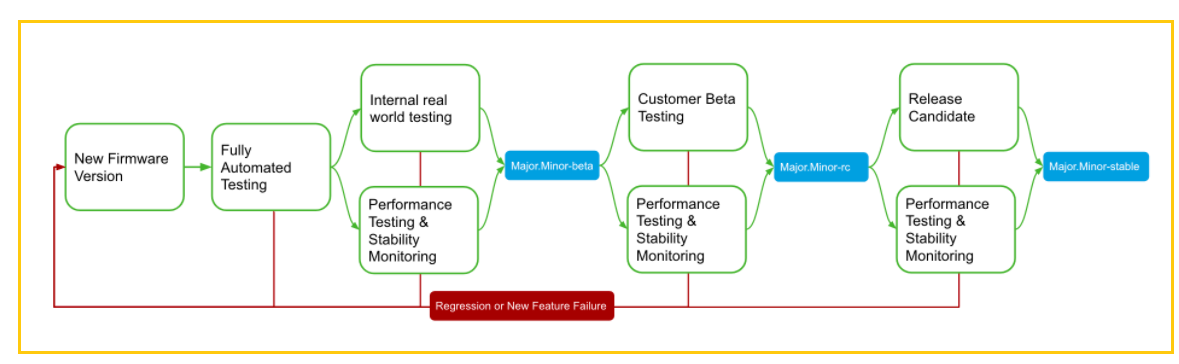 New Firmware
Version
Fully
Automated
Testing
Internal real
world testing
Performance
Testing &
Stability
Monitoring
Major.Minor-beta
Customer Beta
Testing
Performance
Testing &
Stability
Monitoring
Major.Minor-rc
Release
Candidate
Performance
Testing &
Stability
Monitoring
Major.Minor-stable
Regression or New Feature Failure